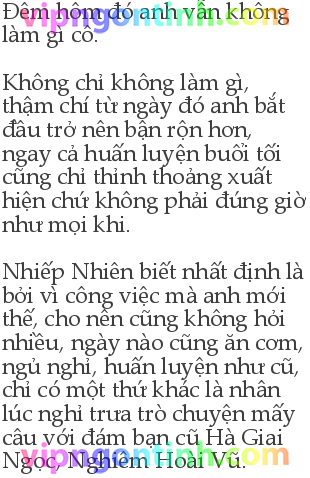 Đêm hôm đó anh vẫn không
làm gì cô.

Không chỉ không làm gì,
thậm chí từ ngày đó anh bắt
đầu trở nên bận rộn hơn,
ngay cả huấn luyện buổi tối
cũng chỉ thỉnh thoảng xuất
hiện chứ không phải đúng giờ
như mọi khi.

Nhiếp Nhiên biết nhất định là
bởi vì công việc mà anh mới
thế, cho nên cũng không hỏi
nhiều, ngày nào cũng ăn cơm,
ngủ nghỉ, huấn luyện như cũ,
chỉ có một thứ khác là nhân
lúc nghỉ trưa trò chuyện mấy
câu với đám bạn cũ Hà Giai
Ngọc, Nghiêm Hoài Vũ.
vipngontinh.com
vipngontinh.com